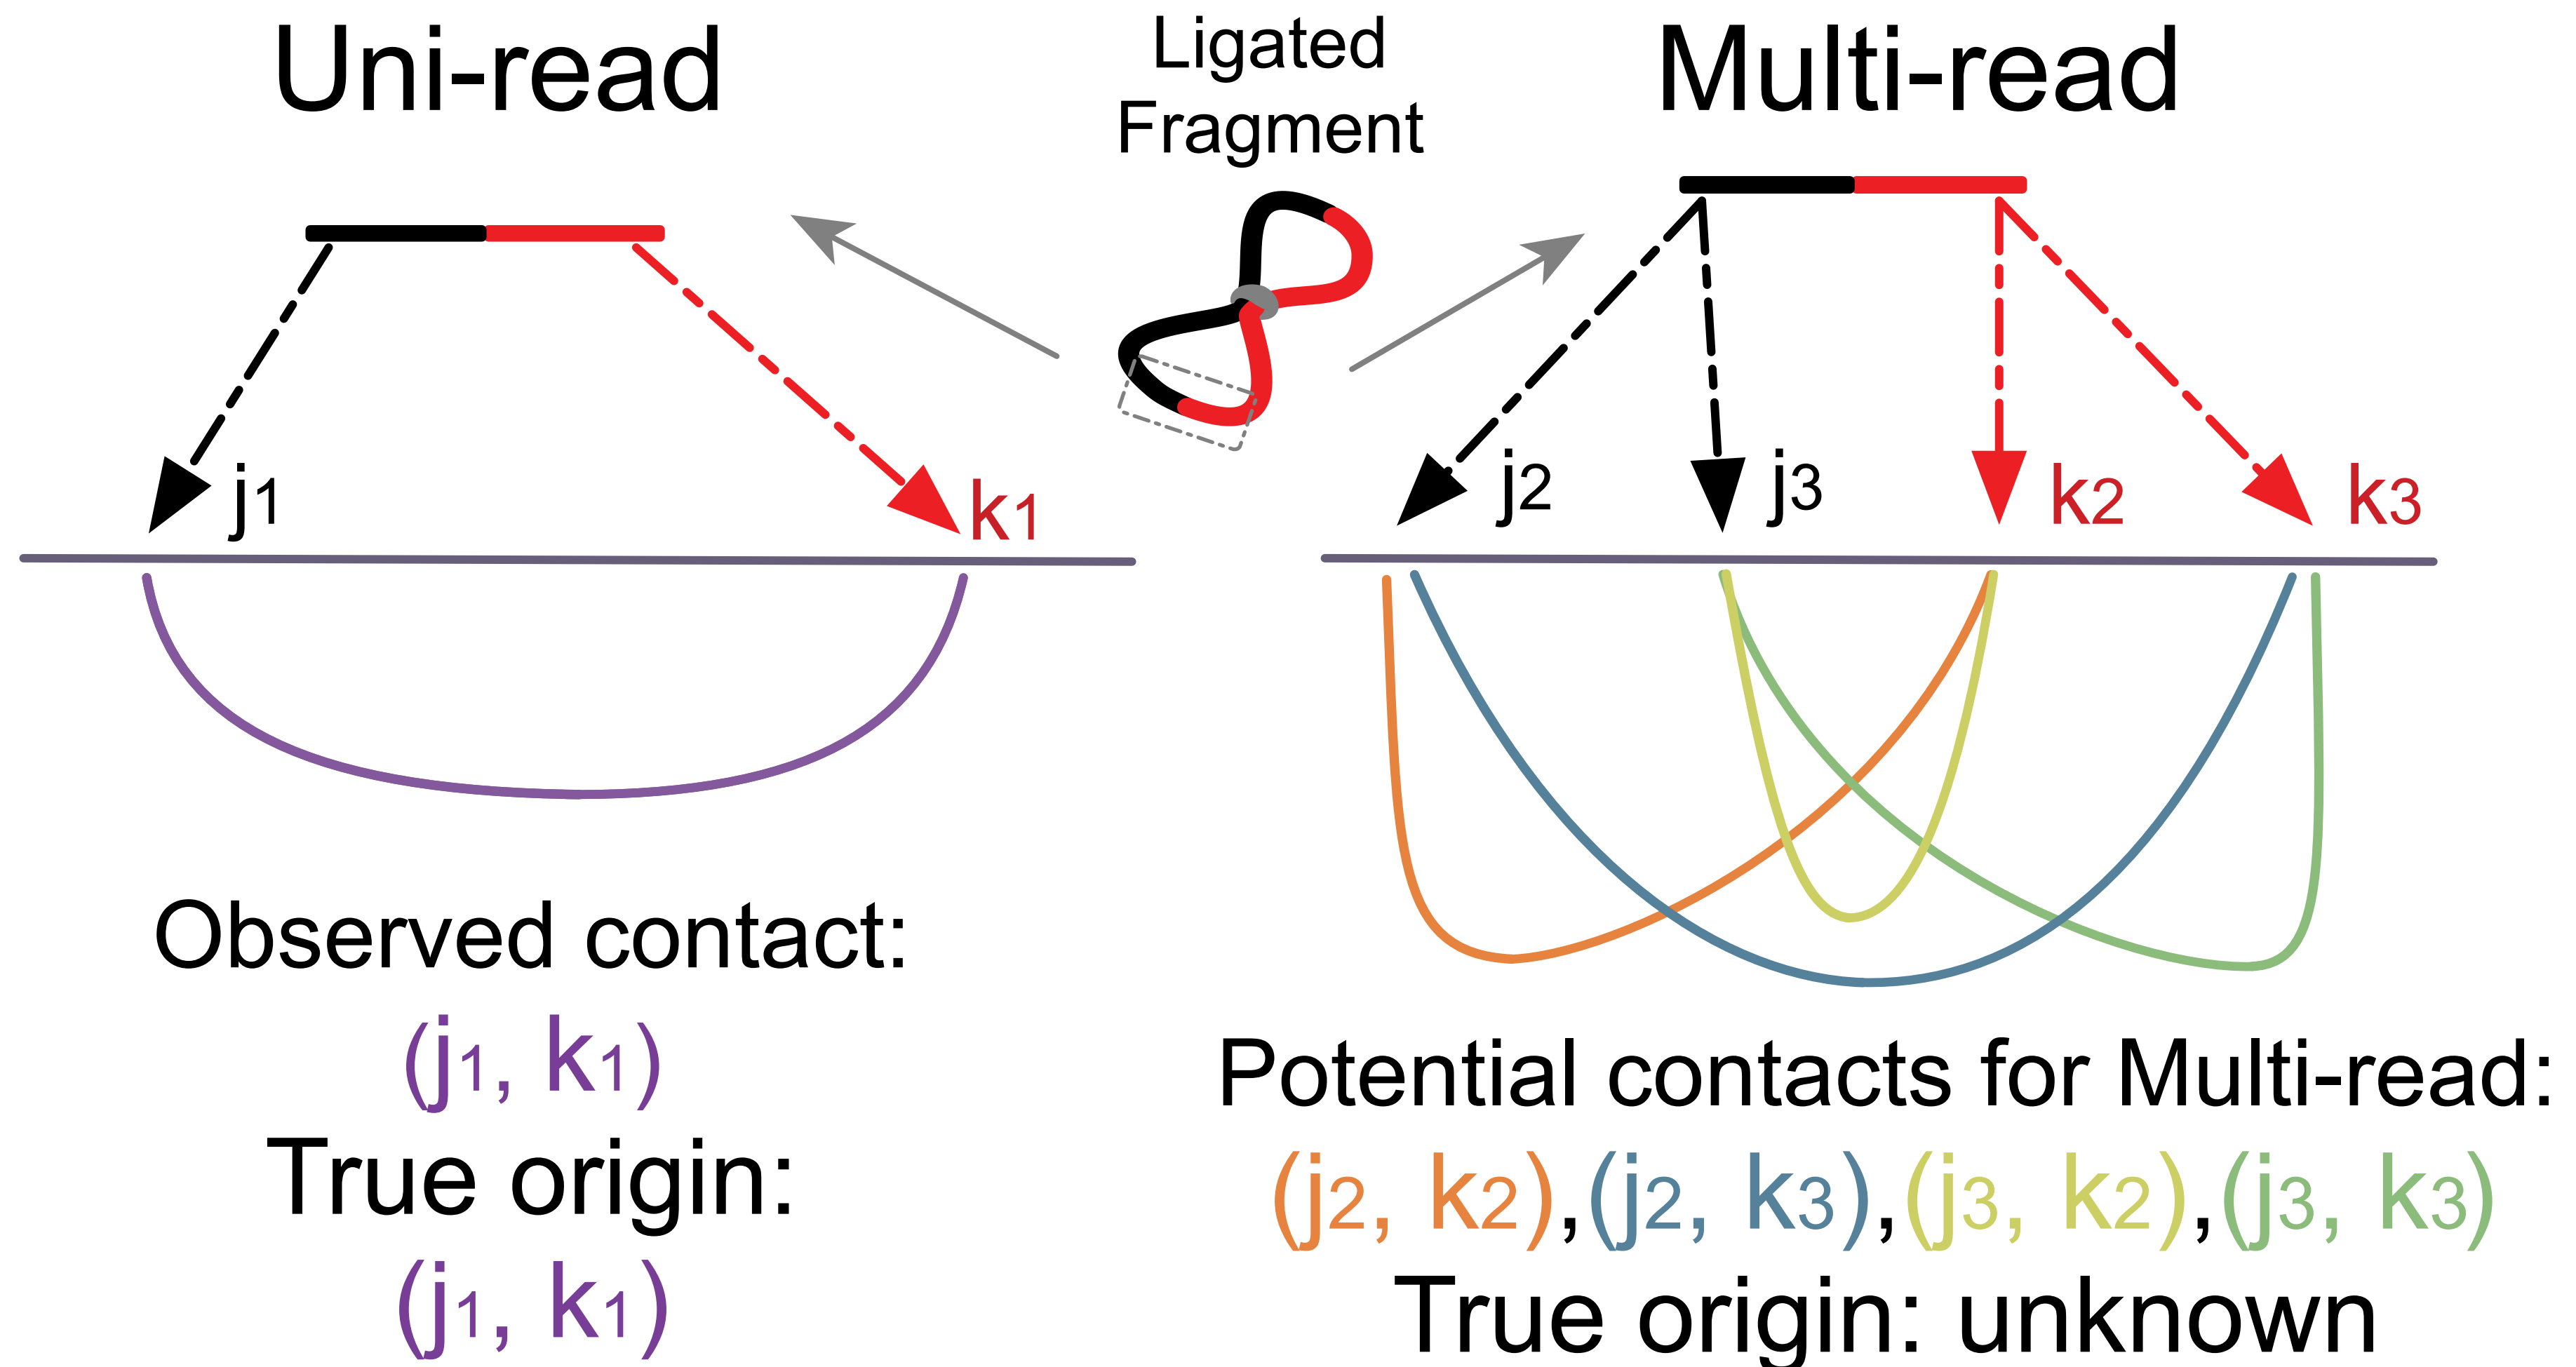 Uni-read
Ligated
Fragment
Multi-read
j1
k1
j2
j3
k2
k3
Observed contact:
(j1, k1)
True origin:
(j1, k1)
Potential contacts for Multi-read:
(j2, k2),(j2, k3),(j3, k2),(j3, k3)
True origin: unknown